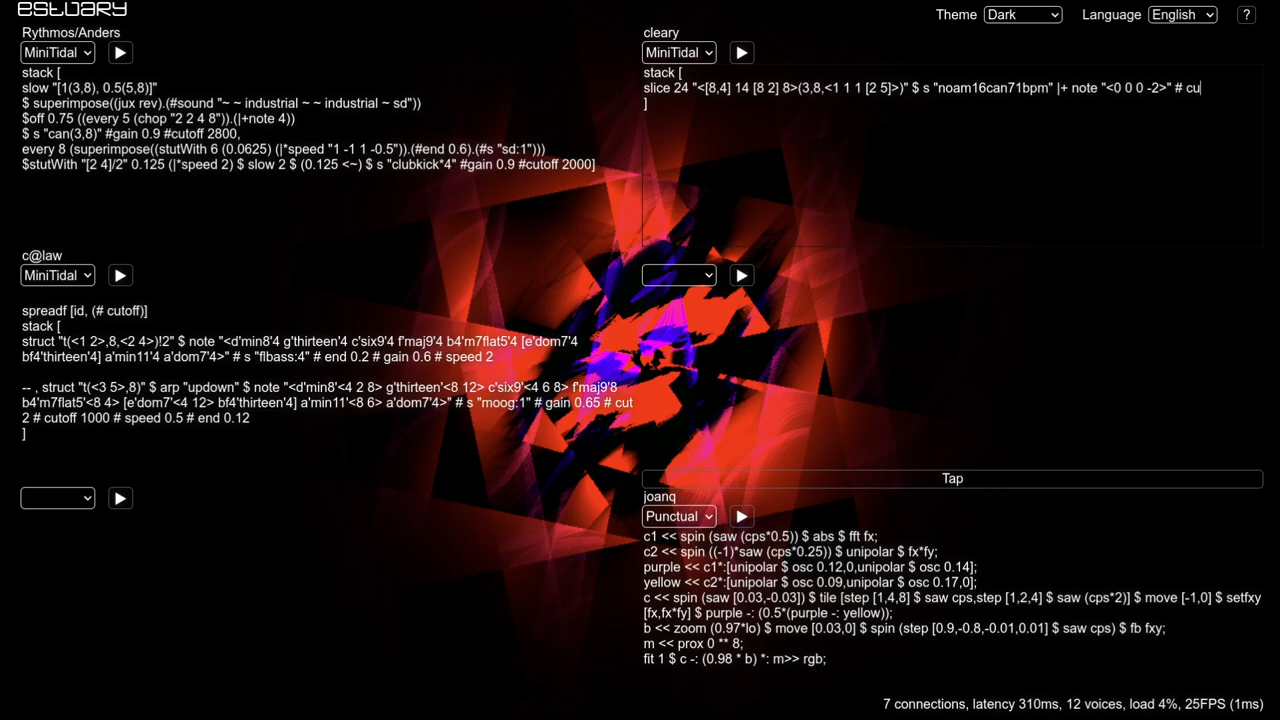 estuary
Theme Dark Language English ?
Rythmos/Anders
MiniTidal
stack [
slow "[1(3,8), 0.5(5,8)]"
$ superimpose((jux rev).(#sound "~ ~ industrial ~ ~ industrial ~ sd"))
$off 0.75 ((every 5 (chop "2 2 4 8")).(|+note 4))
$ s "can(3,8)" #gain 0.9 #cutoff 2800,
every 8 (superimpose((stutWith 6 (0.0625) (|*speed "1 -1 1 -0.5")).(#end 0.6).(#s "sd:1")))
$stutWith "[2 4]/2" 0.125 (|*speed 2) $ slow 2 $ (0.125 <~) $ s "clubkick*4" #gain 0.9 #cutoff 2000]
cleary
MiniTidal
stack [
slice 24 "<[8,4] 14 [8 2] 8>(3,8,<1 1 1 [2 5]>)" $ s "noam16can71bpm" |+ note "<0 0 0 -2>" # cu
]
c@law
MiniTidal
spreadf [id, (# cutoff)]
stack [
struct "t(<1 2>,8,<2 4>)!2" $ note "<d'min8'4 g'thirteen'4 c'six9'4 f'maj9'4 b4'm7flat5'4 [e'dom7'4
bf4'thirteen'4] a'min11'4 a'dom7'4>" # s "flbass:4" # end 0.2 # gain 0.6 # speed 2
-- , struct "t(<3 5>,8)" $ arp "updown" $ note "<d'min8'<4 2 8> g'thirteen'<8 12> c'six9'<4 6 8> f'maj9'8
b4'm7flat5'<8 4> [e'dom7'<4 12> bf4'thirteen'4] a'min11'<8 6> a'dom7'4>" # s "moog:1" # gain 0.65 # cut
2 # cutoff 1000 # speed 0.5 # end 0.12
]
Tap
joanq
Punctual
c1 << spin (saw (cps*0.5)) $ abs $ fft fx;
c2 << spin ((-1)*saw (cps*0.25)) $ unipolar $ fx*fy;
purple << c1*:[unipolar $ osc 0.12,0,unipolar $ osc 0.14];
yellow << c2*:[unipolar $ osc 0.09,unipolar $ osc 0.17,0];
c << spin (saw [0.03,-0.03]) $ tile [step [1,4,8] $ saw cps,step [1,2,4] $ saw (cps*2)] $ move [-1,0] $ setfxy
[fx,fx*fy] $ purple -: (0.5*(purple -: yellow));
b << zoom (0.97*lo) $ move [0.03,0] $ spin (step [0.9,-0.8,-0.01,0.01] $ saw cps) $ fb fxy;
m << prox 0 ** 8;
fit 1 $ c -: (0.98 * b) *: m>> rgb;
7 connections, latency 310ms, 12 voices, load 4%, 25FPS (1ms)